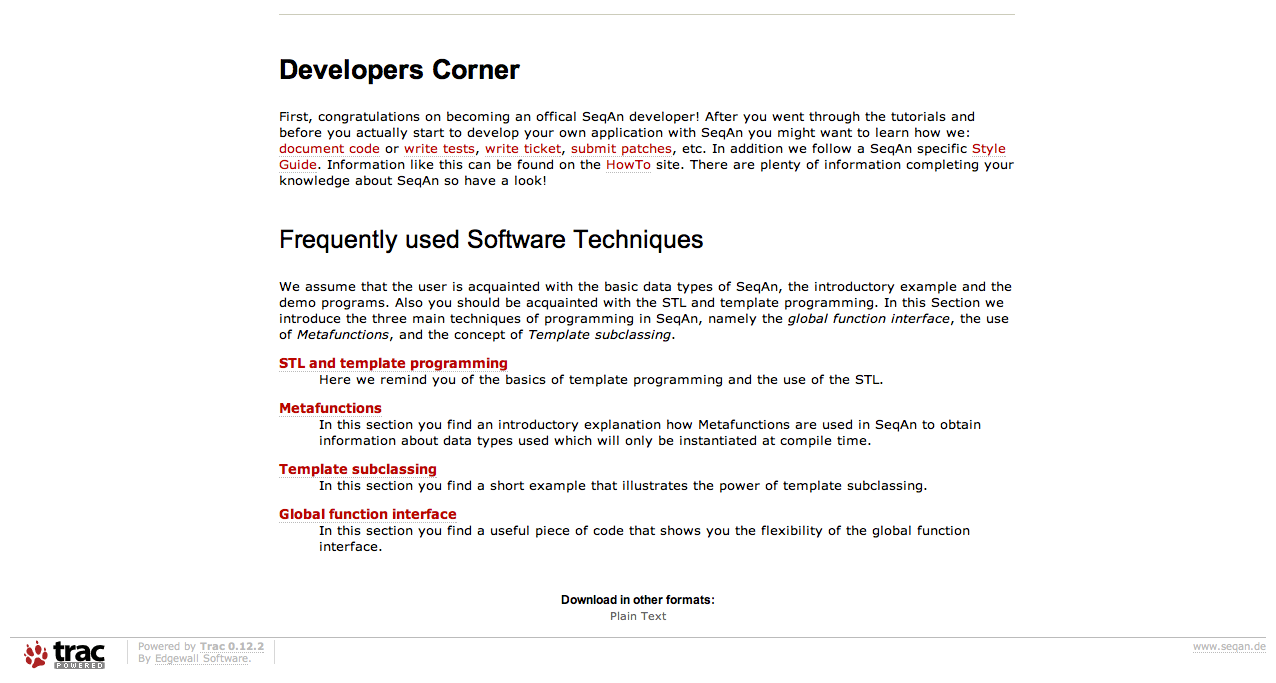 Developers Corner
First, congratulations on becoming an offical SeqAn developer! After you went through the tutorials and
before you actually start to develop your own application with SeqAn you might want to learn how we:
document code or write tests, write ticket, submit patches, etc. In addition we follow a SeqAn specific Style
Guide. Information like this can be found on the HowTo site. There are plenty of information completing your
knowledge about SeqAn so have a look!
Frequently used Software Techniques
We assume that the user is acquainted with the basic data types of SeqAn, the introductory example and the
demo programs. Also you should be acquainted with the STL and template programming. In this Section we
introduce the three main techniques of programming in SeqAn, namely the global function interface, the use
of Metafunctions, and the concept of Template subclassing.
STL and template programming
Here we remind you of the basics of template programming and the use of the STL.
Metafunctions
In this section you find an introductory explanation how Metafunctions are used in SeqAn to obtain
information about data types used which will only be instantiated at compile time.
Template subclassing
In this section you find a short example that illustrates the power of template subclassing.
Global function interface
In this section you find a useful piece of code that shows you the flexibility of the global function
interface.
Download in other formats:
Plain Text
trac
POWERED
Powered by Trac 0.12.2
By Edgewall Software.
www.seqan.de